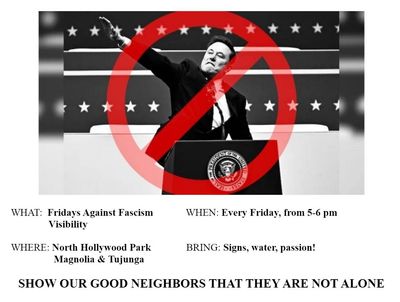 WHAT: Fridays Against Fascism Visibility
WHEN: Every Friday, from 5-6 pm
WHERE: North Hollywood Park Magnolia & Tujunga
BRING: Signs, water, passion!
SHOW OUR GOOD NEIGHBORS THAT THEY ARE NOT ALONE